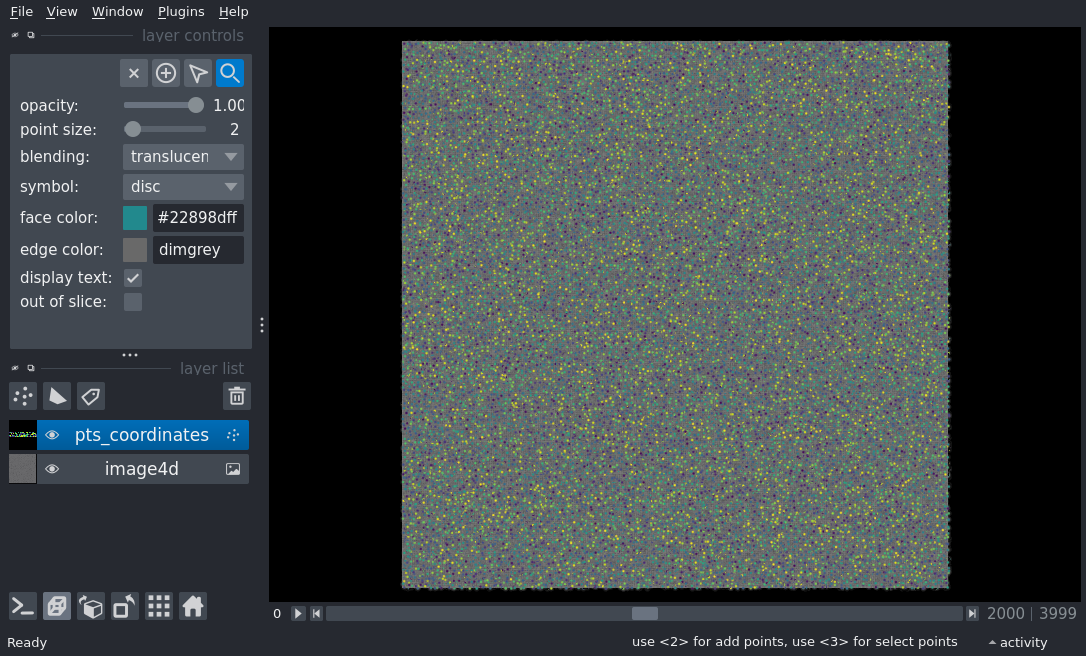 File View Window Plugins Help
layer controls
opacity: 1.00
point size: 2
blending: translucen
symbol: disc
face color: #22898dff
edge color: dimgrey
display text:
out of slice:
layer list
pts_coordinates
image4d
0 2000 | 3999
Ready use <2> for add points, use <3> for select points activity